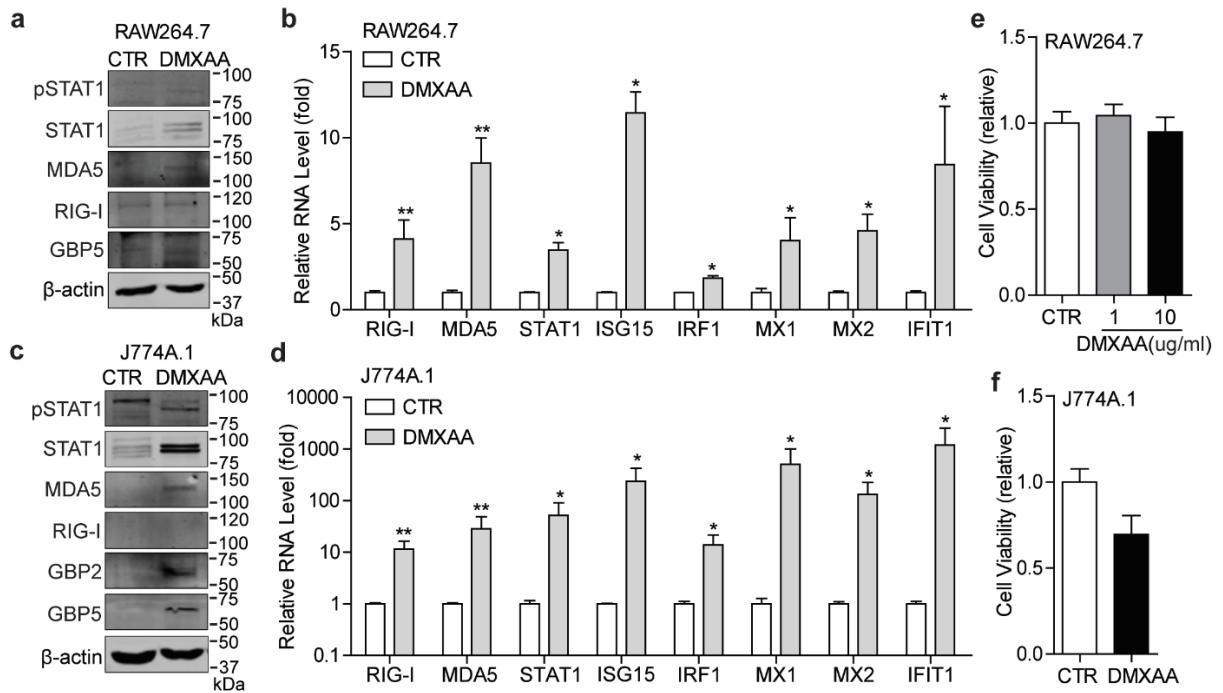 a
RAW264.7
CTR DMXAA
pSTAT1
-100
-75
STAT1
-100
-75
MDA5
-150
-100
RIG-I
-120
-100
GBP5
-75
-50
β-actin
-50
-37
kDa
b
RAW264.7
CTR
DMXAA
Relative RNA Level (fold)
15
10
5
0
** ** * * * * * *
RIG-I MDA5 STAT1 ISG15 IRF1 MX1 MX2 IFIT1
c
J774A.1
CTR DMXAA
pSTAT1
-100
-75
STAT1
-100
-75
MDA5
-150
-100
RIG-I
-120
-100
GBP2
-75
-50
GBP5
-75
-50
β-actin
-50
-37
kDa
d
J774A.1
CTR
DMXAA
Relative RNA Level (fold)
10000
1000
100
10
1
0.1
** ** * * * * * *
RIG-I MDA5 STAT1 ISG15 IRF1 MX1 MX2 IFIT1
e
RAW264.7
Cell Viability (relative)
1.5
1.0
0.5
0.0
CTR 1 10
DMXAA(ug/ml)
f
J774A.1
Cell Viability (relative)
1.5
1.0
0.5
0.0
CTR DMXAA